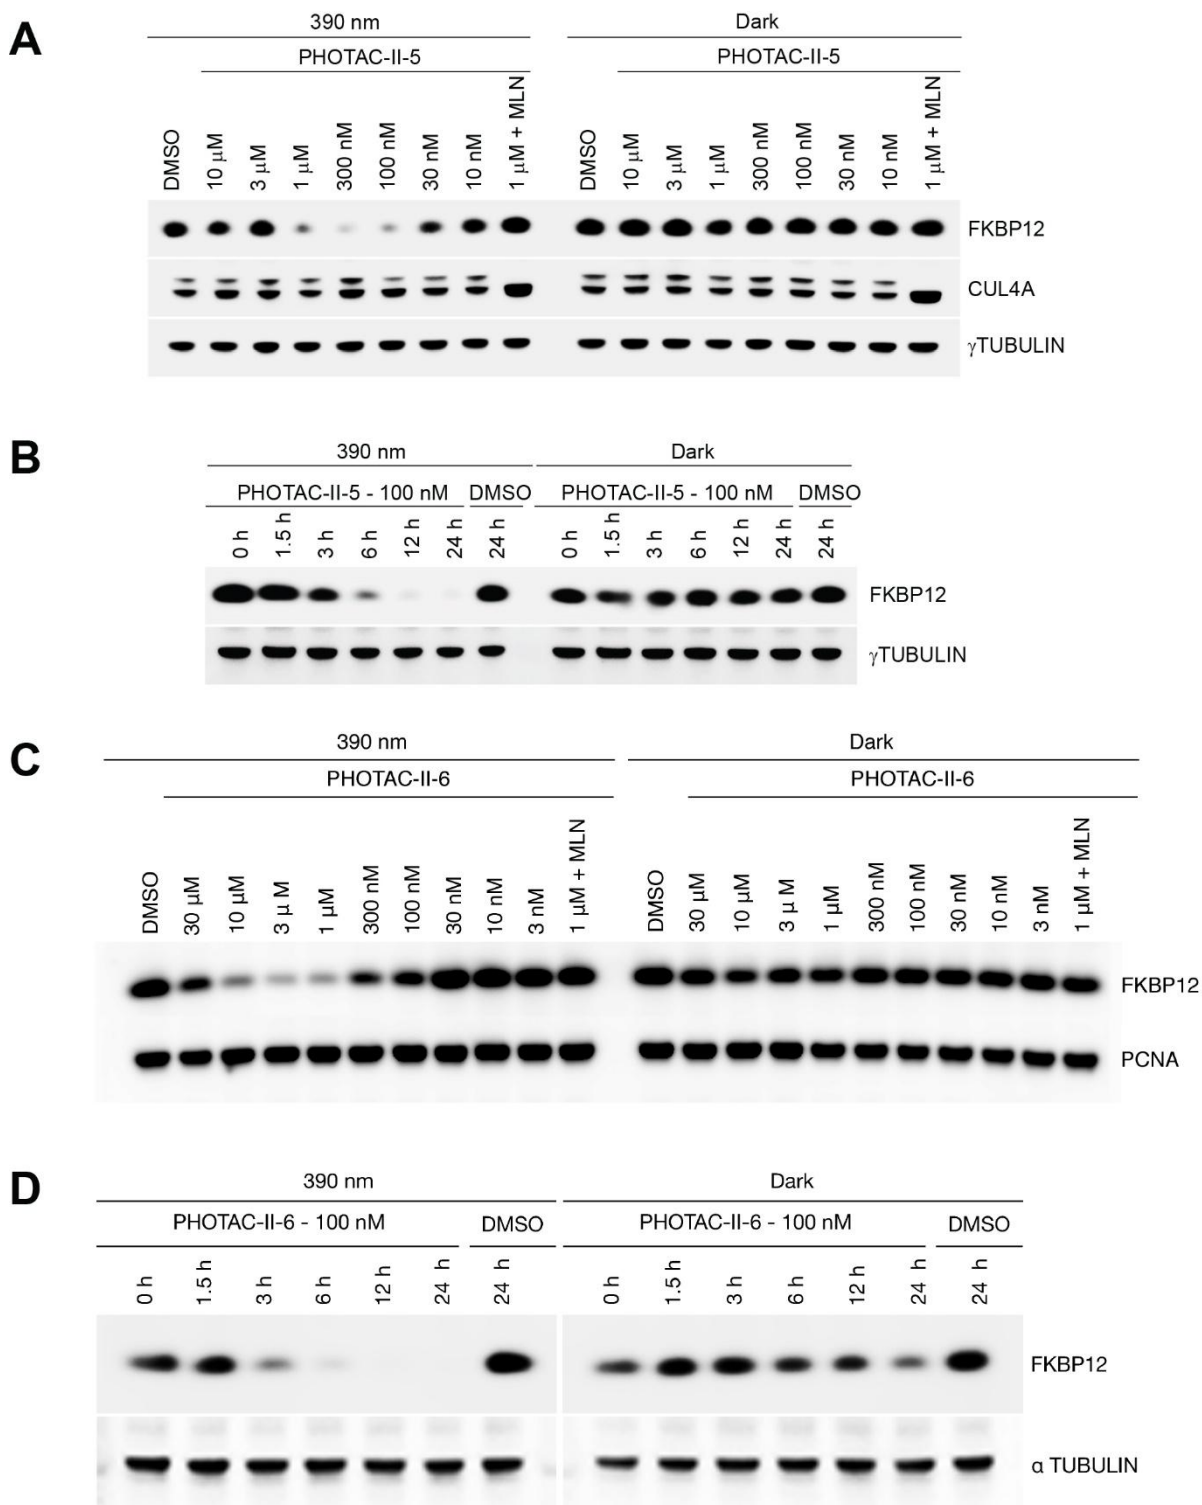 A
390 nm Dark
PHOTAC-II-5 PHOTAC-II-5
DMSO 10 μM 3 μM 1 μM 300 nM 100 nM 30 nM 10 nM 1 μM + MLN DMSO 10 μM 3 μM 1 μM 300 nM 100 nM 30 nM 10 nM 1 μM + MLN
FKBP12
CUL4A
γTUBULIN
B
390 nm Dark
PHOTAC-II-5 - 100 nM DMSO PHOTAC-II-5 - 100 nM DMSO
0 h 1.5 h 3 h 6 h 12 h 24 h 24 h 0 h 1.5 h 3 h 6 h 12 h 24 h 24 h
FKBP12
γTUBULIN
C
390 nm Dark
PHOTAC-II-6 PHOTAC-II-6
DMSO 30 μM 10 μM 3 μ M 1 μM 300 nM 100 nM 30 nM 10 nM 3 nM 1 μM + MLN DMSO 30 μM 10 μM 3 μ M 1 μM 300 nM 100 nM 30 nM 10 nM 3 nM 1 μM + MLN
FKBP12
PCNA
D
390 nm Dark
PHOTAC-II-6 - 100 nM DMSO PHOTAC-II-6 - 100 nM DMSO
0 h 1.5 h 3 h 6 h 12 h 24 h 24 h 0 h 1.5 h 3 h 6 h 12 h 24 h 24 h
FKBP12
α TUBULIN